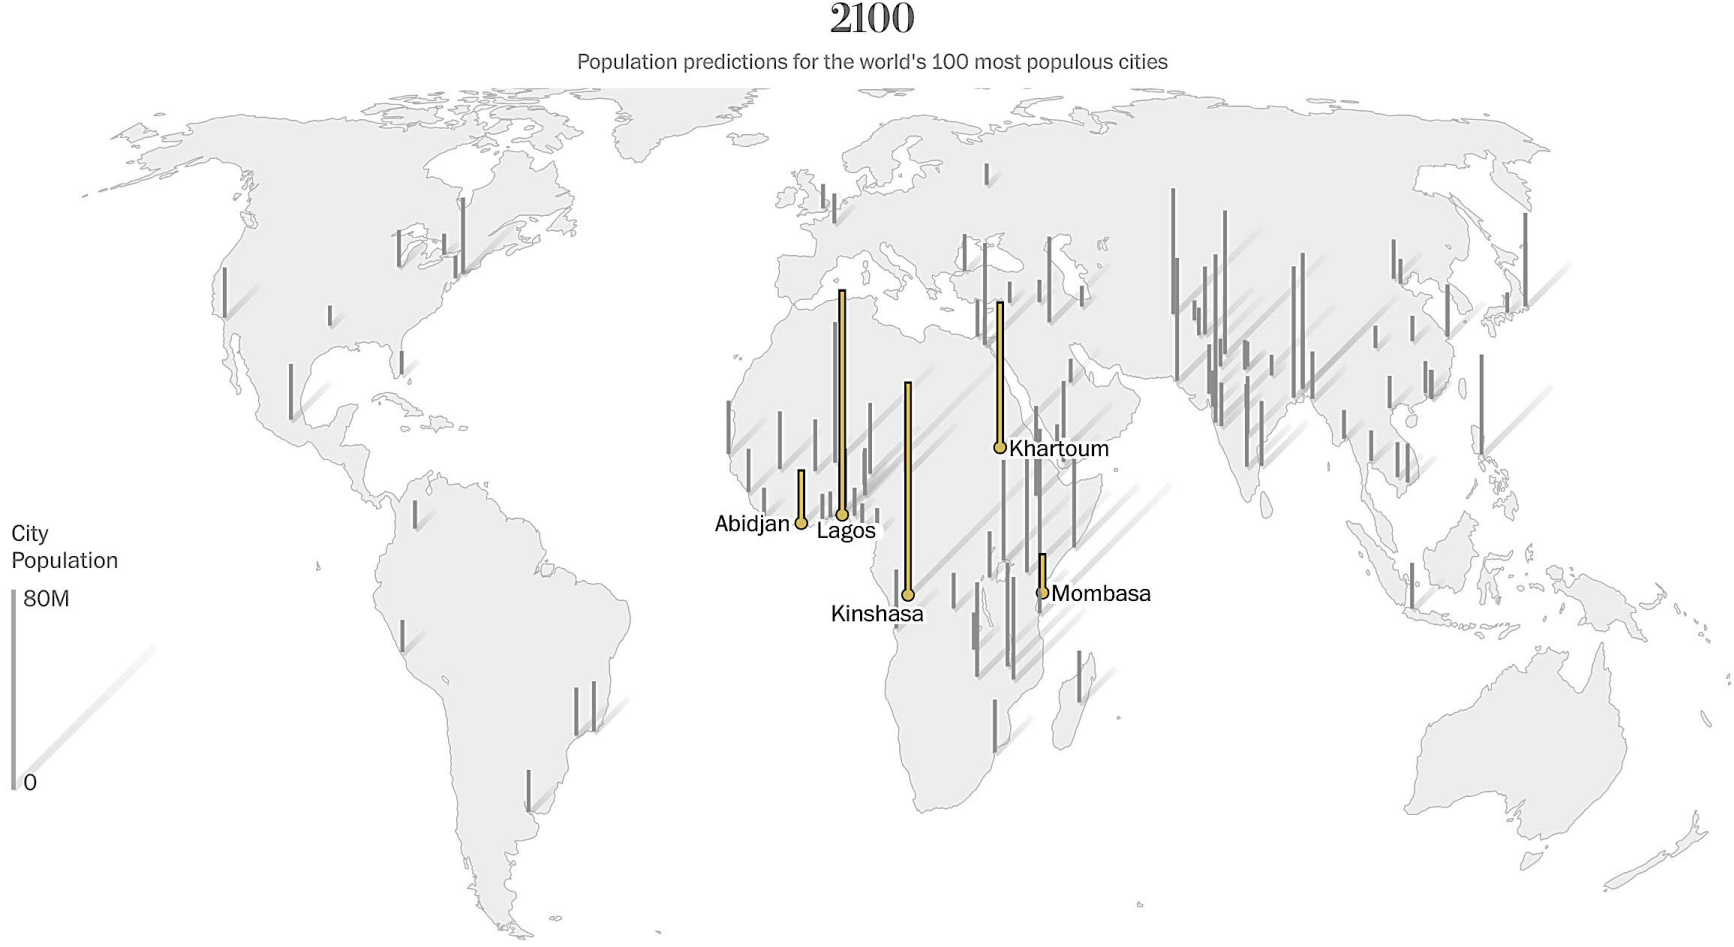 2100
Population predictions for the world's 100 most populous cities
Khartoum
Abidjan
Lagos
Mombasa
Kinshasa
City
Population
80M
0